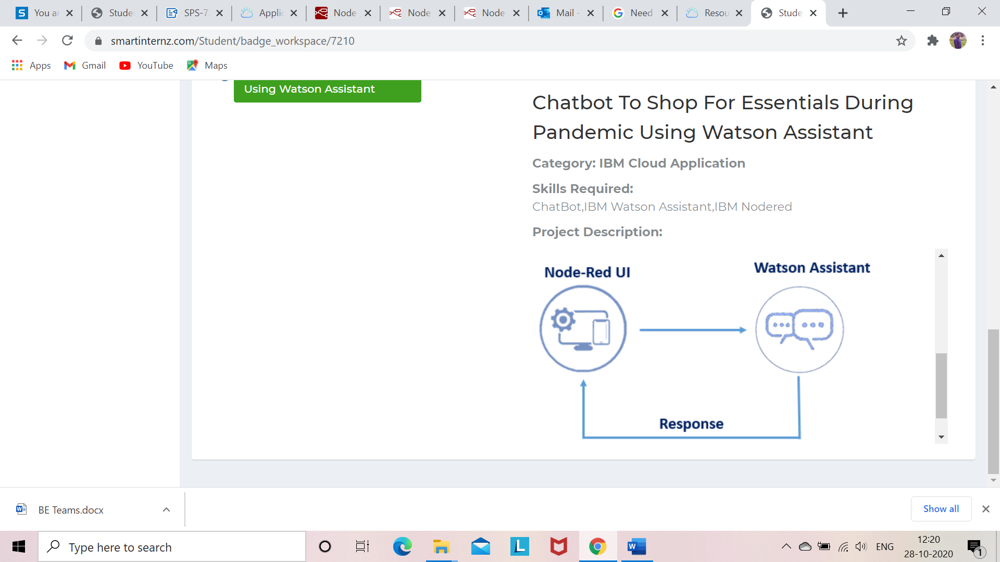 You a
Stude
SPS-7
Applic
Node
Node
Node
Mail -
Need
Resou
Stude
smartinternz.com/Student/badge_workspace/7210
Apps
Gmail
YouTube
Maps
Using Watson Assistant
Chatbot To Shop For Essentials During
Pandemic Using Watson Assistant
Category: IBM Cloud Application
Skills Required:
ChatBot,IBM Watson Assistant,IBM Nodered
Project Description:
Node-Red UI
Watson Assistant
Response
BE Teams.docx
Show all
Type here to search
ENG
12:20
28-10-2020
1